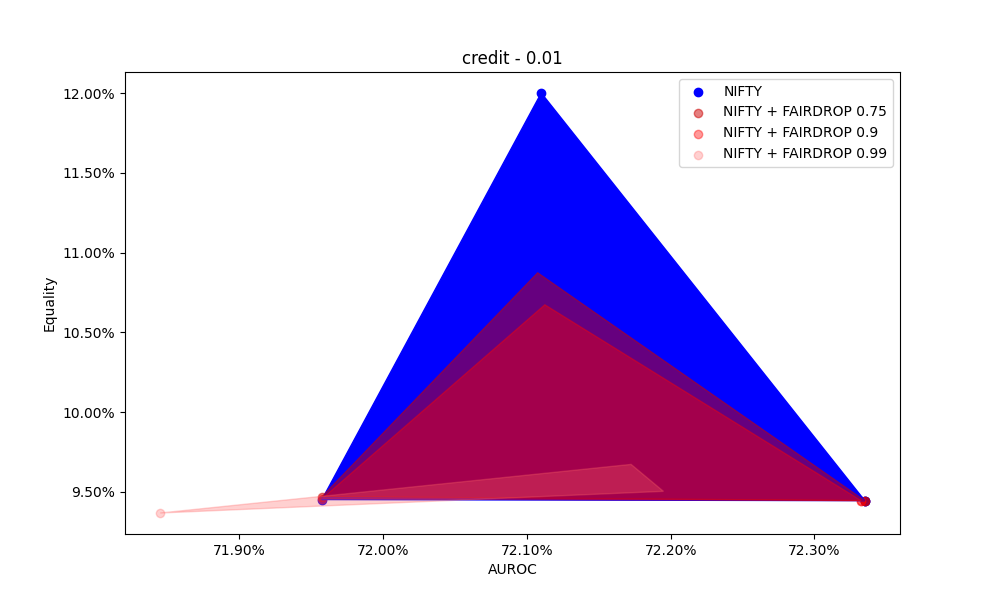 credit - 0.01
NIFTY
NIFTY + FAIRDROP 0.75
NIFTY + FAIRDROP 0.9
NIFTY + FAIRDROP 0.99
Equality
12.00%
11.50%
11.00%
10.50%
10.00%
9.50%
71.90%
72.00%
72.10%
72.20%
72.30%
AUROC